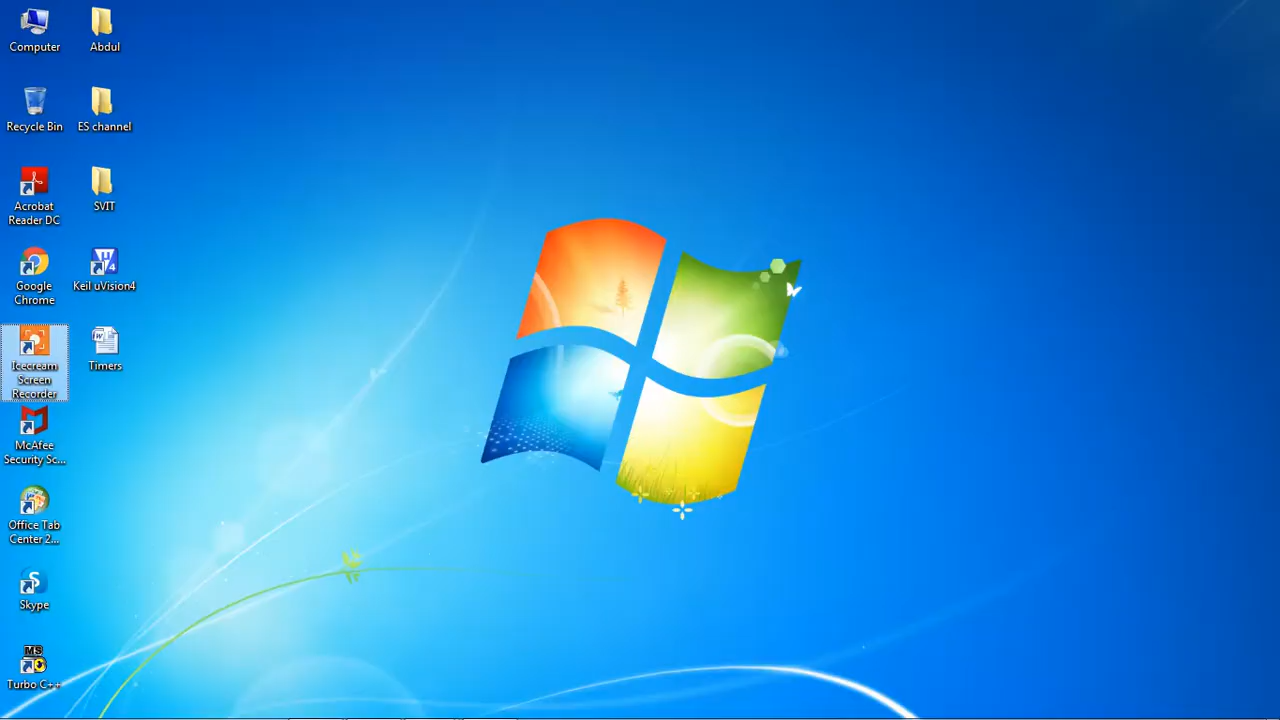 Computer
Abdul
Recycle Bin
ES channel
Acrobat
Reader DC
SVIT
Google
Chrome
Keil uVision4
Icecream
Screen
Recorder
Timers
McAfee
Security Sc...
Office Tab
Center 2...
Skype
MS
Turbo C++